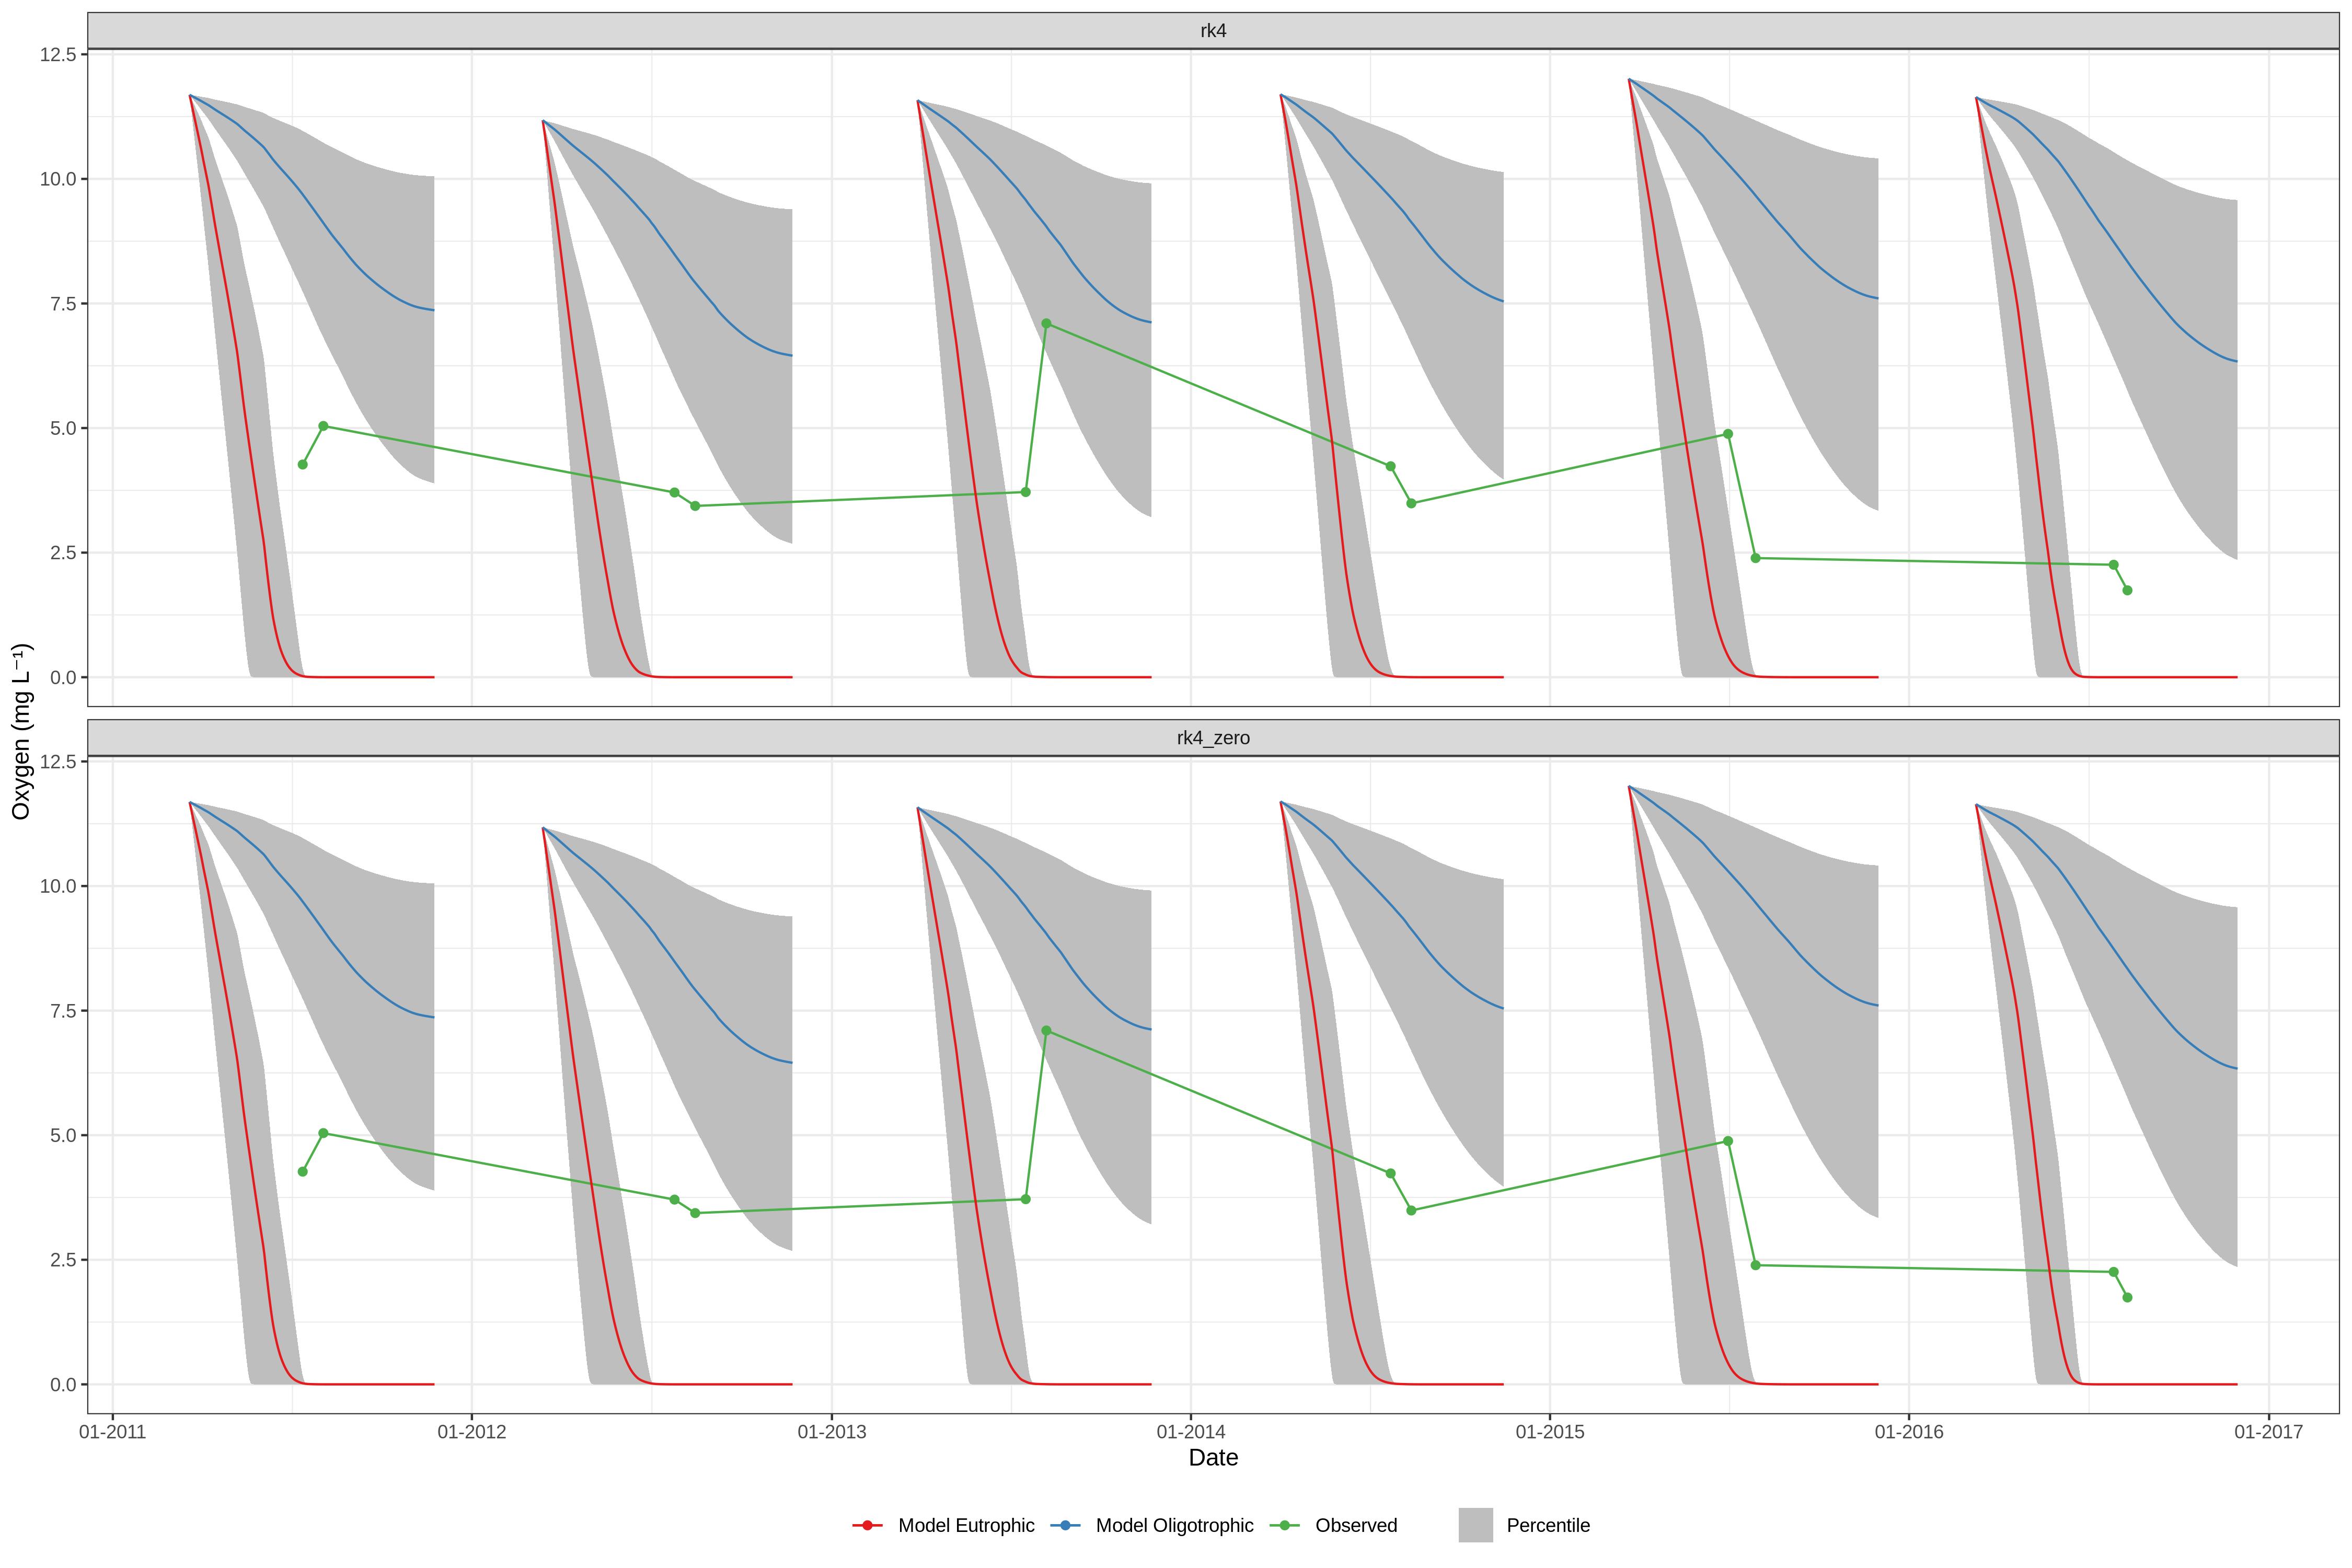 rk4
12.5
10.0
7.5
5.0
2.5
0.0
rk4_zero
12.5
10.0
7.5
5.0
2.5
0.0
Oxygen (mg L⁻¹)
01-2011 01-2012 01-2013 01-2014 01-2015 01-2016 01-2017
Date
Model Eutrophic Model Oligotrophic Observed Percentile